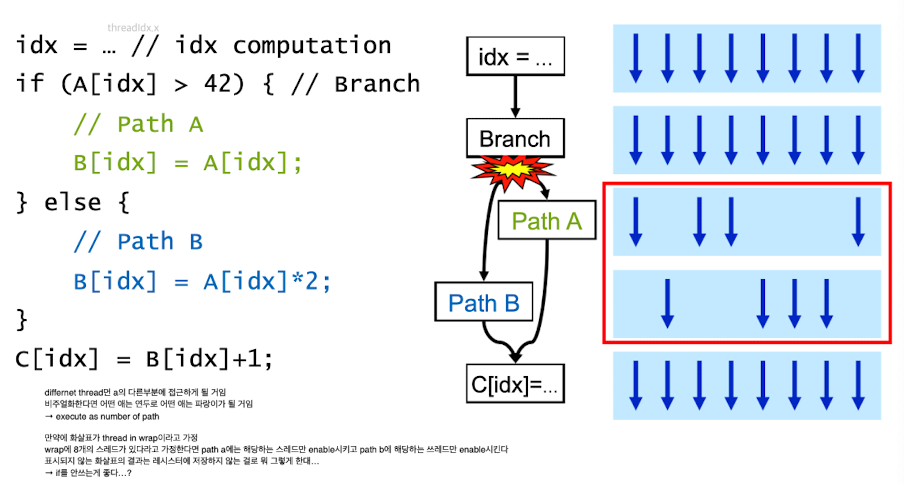 threadIdx.x
idx = … // idx computation
if (A[idx] > 42) { // Branch
// Path A
B[idx] = A[idx];
} else {
// Path B
B[idx] = A[idx]*2;
}
C[idx] = B[idx]+1;
differnet thread면 a의 다른부분에 접근하게 될 거임
비주얼화한다면 어떤 애는 연두로 어떤 애는 파랑이가 될 거임
→ execute as number of path
만약에 화살표가 thread in wrap이라고 가정
wrap에 8개의 스레드가 있다라고 가정한다면 path a에는 해당하는 스레드만 enable시키고 path b에 해당하는 쓰레드만 enable시킨다
표시되지 않는 화살표의 결과는 레시스터에 저장하지 않는 걸로 뭐 그렇게 한대…
→ if를 안쓰는게 좋다…?
idx = ...
Branch
Path A
Path B
C[idx]=...